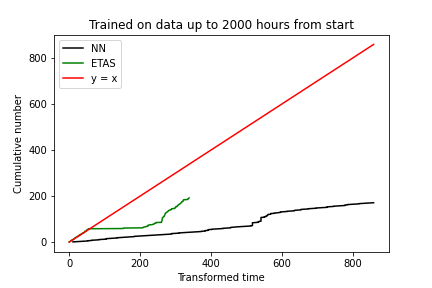 Trained on data up to 2000 hours from start
NN
ETAS
y = x
Cumulative number
800
600
400
200
0
0 200 400 600 800
Transformed time